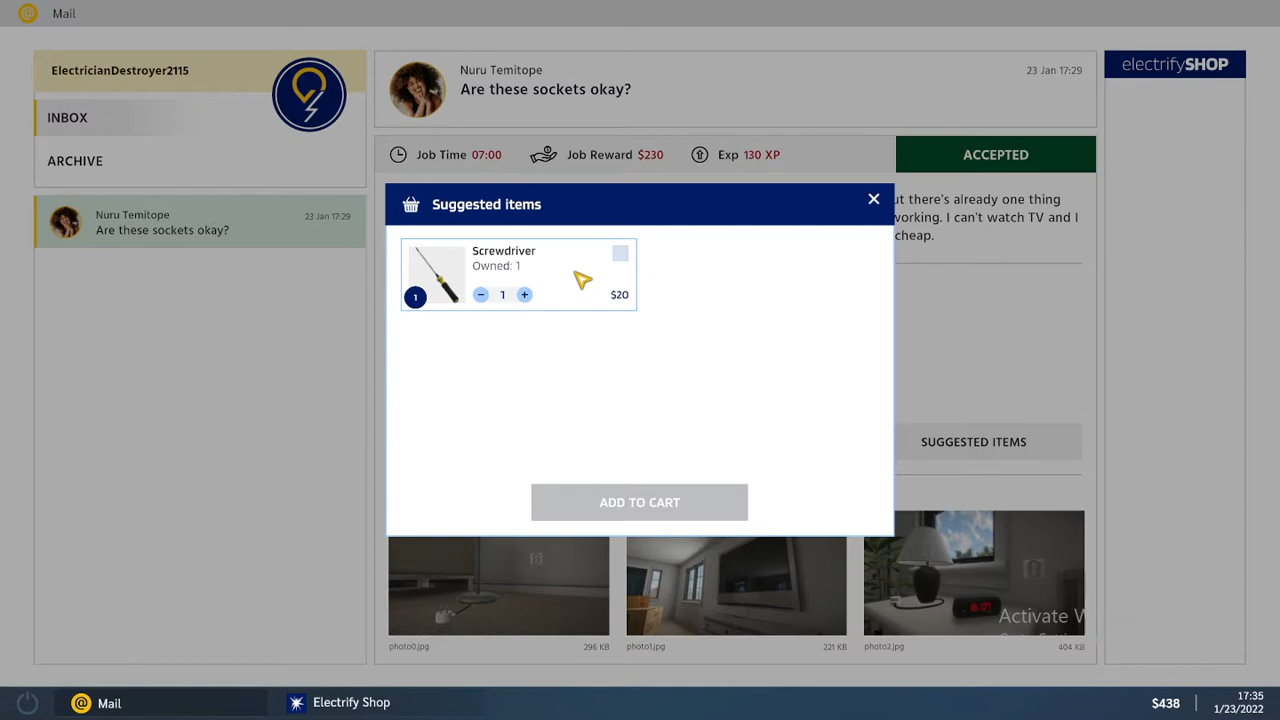 Mail
ElectricianDestroyer2115
INBOX
ARCHIVE
Nuru Temitope
23 Jan 17:29
Are these sockets okay?
Nuru Temitope
23 Jan 17:29
Are these sockets okay?
Job Time 07:00
Job Reward $230
Exp 130 XP
ACCEPTED
ut there's already one thing
working. I can't watch TV and I
cheap.
Suggested items
Screwdriver
Owned: 1
1
− 1 +
$20
ADD TO CART
SUGGESTED ITEMS
photo0.jpg
296 KB
photo1.jpg
221 KB
photo2.jpg
404 KB
Activate W
electrifySHOP
Mail
Electrify Shop
$438
17:35
1/23/2022